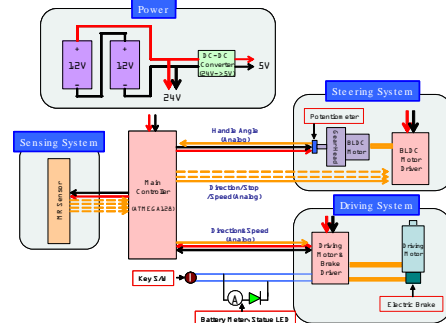 Power
12V
12V
DC-DC
Converter
(24V->5V)
5V
24V
Steering System
Potentiometer
Handle Angle
(Analog)
GearHead
BLDC
Motor
BLDC
Motor
Driver
Sensing System
MR Sensor
Main
Controller
(ATMEGA128)
Direction/Stop
/Speed(Analog)
Driving System
Direction&Speed
(Analog)
Driving
Motor&
Brake
Driver
Driving
Motor
Key S/W
A
Electric Brake
Battery Meter, Statue LED